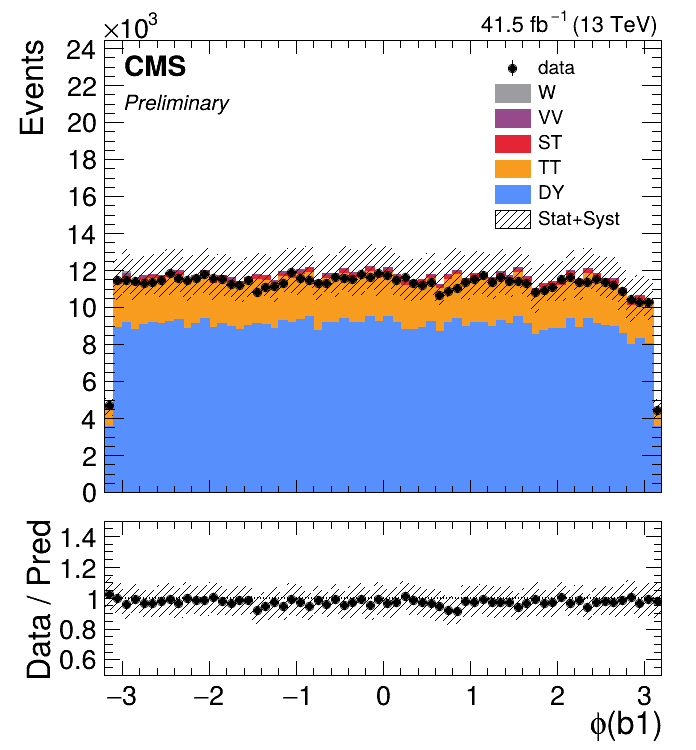 ×10³
41.5 fb⁻¹ (13 TeV)
Events
CMS
Preliminary
data
W
VV
ST
TT
DY
Stat+Syst
24
22
20
18
16
14
12
10
8
6
4
2
0
Data / Pred
1.4
1.2
1
0.8
0.6
−3 −2 −1 0 1 2 3
ϕ(b1)